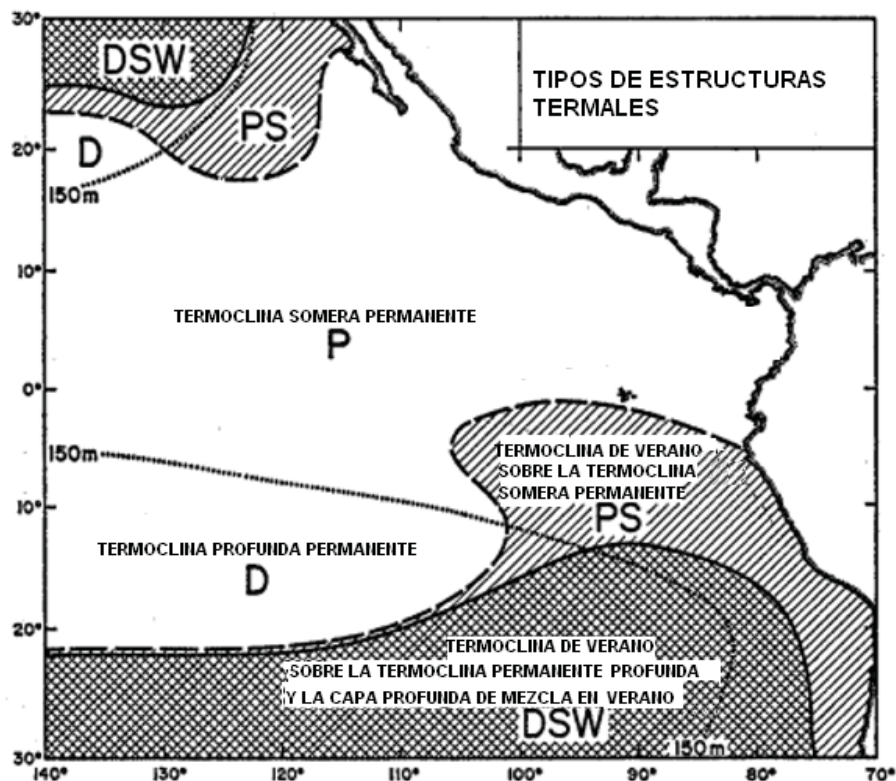 30°
DSW
TIPOS DE ESTRUCTURAS
TERMALES
PS
20°
D
150m
10°
TERMOCLINA SOMERA PERMANENTE
P
0°
150m
TERMOCLINA DE VERANO
SOBRE LA TERMOCLINA
SOMERA PERMANENTE
10°
PS
TERMOCLINA PROFUNDA PERMANENTE
D
20°
TERMOCLINA DE VERANO
SOBRE LA TERMOCLINA PERMANENTE PROFUNDA
Y LA CAPA PROFUNDA DE MEZCLA EN VERANO
DSW
150m
30°
140° 130° 120° 110° 100° 90° 80° 70°